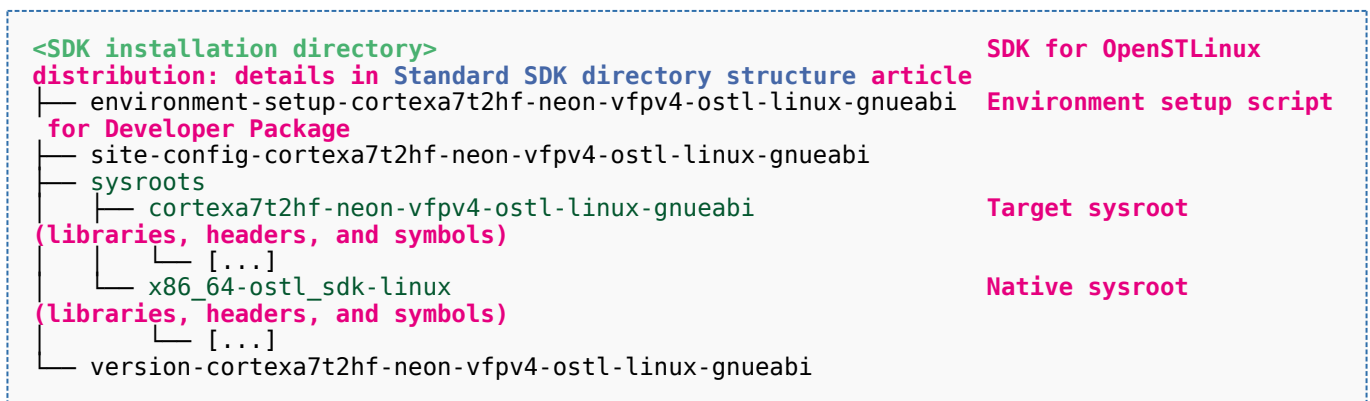 <SDK installation directory>                                      SDK for OpenSTLinux
distribution: details in Standard SDK directory structure article
├── environment-setup-cortexa7t2hf-neon-vfpv4-ostl-linux-gnueabi  Environment setup script
 for Developer Package
├── site-config-cortexa7t2hf-neon-vfpv4-ostl-linux-gnueabi
├── sysroots
│   ├── cortexa7t2hf-neon-vfpv4-ostl-linux-gnueabi                Target sysroot
(libraries, headers, and symbols)
│   │   └── [...]
│   └── x86_64-ostl_sdk-linux                                     Native sysroot
(libraries, headers, and symbols)
│       └── [...]
└── version-cortexa7t2hf-neon-vfpv4-ostl-linux-gnueabi